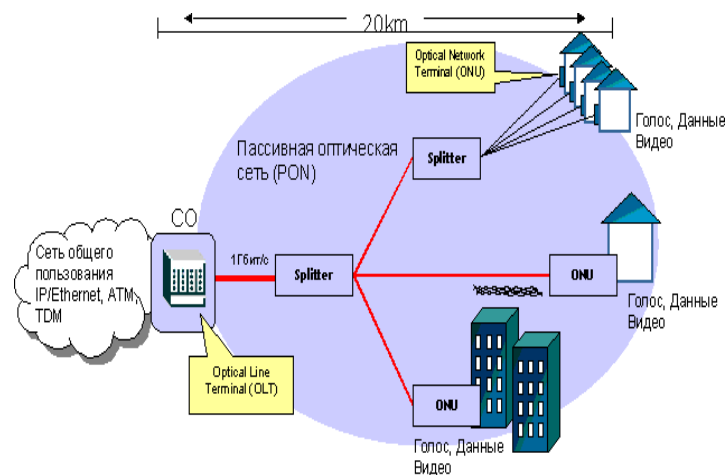 20km
Optical Network
Terminal (ONU)
Голос, Данные
Видео
Пассивная оптическая
сеть (PON)
Splitter
CO
Сеть общего
пользования
IP/Ethernet, ATM,
TDM
1Гбит/с
Splitter
ONU
Голос, Данные
Видео
Optical Line
Terminal (OLT)
ONU
Голос, Данные
Видео